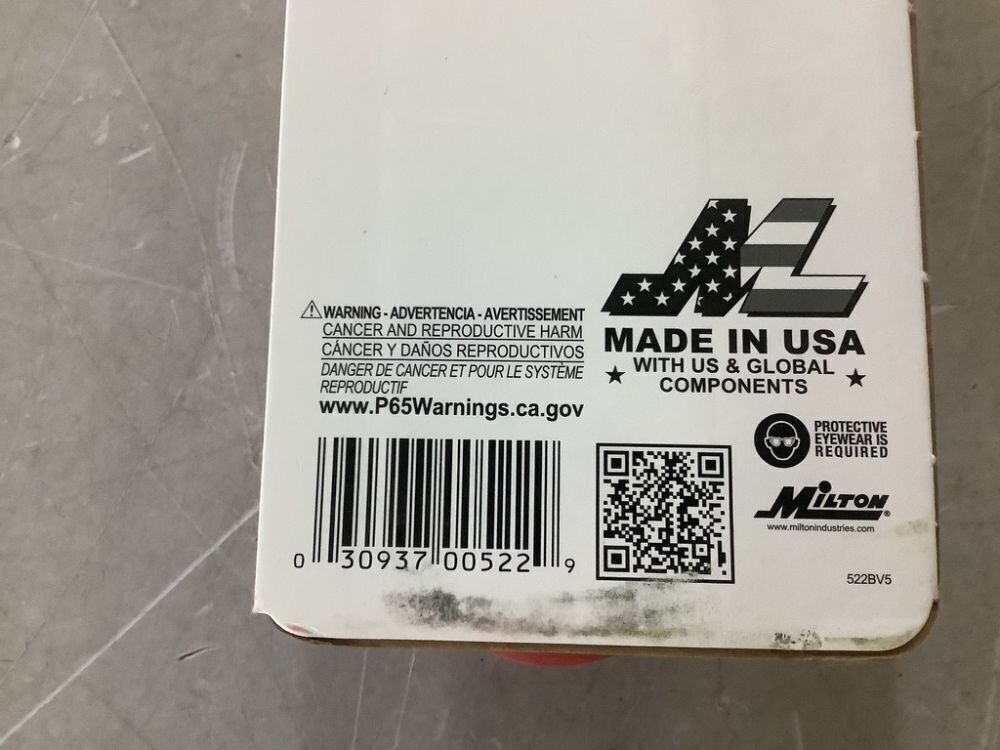 WARNING - ADVERTENCIA - AVERTISSEMENT
CANCER AND REPRODUCTIVE HARM
CÁNCER Y DAÑOS REPRODUCTIVOS
DANGER DE CANCER ET POUR LE SYSTÈME
REPRODUCTIF
www.P65Warnings.ca.gov
0 30937 00522 9
MADE IN USA
WITH US & GLOBAL
COMPONENTS
PROTECTIVE
EYEWEAR IS
REQUIRED
MILTON®
www.miltonindustries.com
522BV5